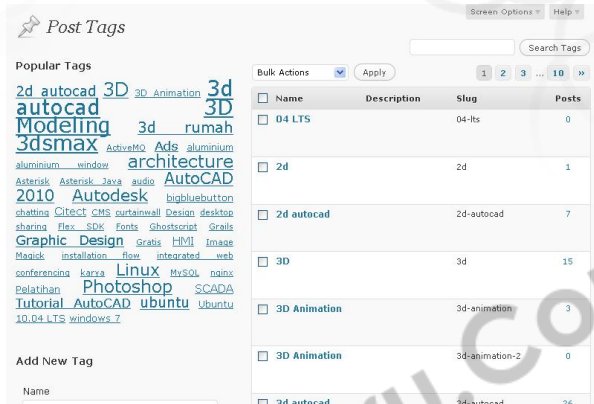 Screen Options Help
Post Tags
Search Tags
Popular Tags
Bulk Actions Apply 1 2 3 ... 10 »
2d autocad 3D 3D Animation 3d
autocad 3D
Modeling 3d rumah
3dsmax ActiveMQ Ads aluminium
aluminium window architecture
Asterisk Asterisk Java audio AutoCAD
2010 Autodesk bigbluebutton
chatting Citect CMS curtainwall Design desktop
sharing Flex SDK Fonts Ghostscript Grails
Graphic Design Gratis HMI Image
Magick installation flow integrated web
conferencing karya Linux MySQL nginx
Pelatihan Photoshop SCADA
Tutorial AutoCAD ubuntu Ubuntu
10.04 LTS windows 7
Name Description Slug Posts
04 LTS 04-lts 0
2d 2d 1
2d autocad 2d-autocad 7
3D 3d 15
3D Animation 3d-animation 3
3D Animation 3d-animation-2 0
3d autocad 3d-autocad 26
Add New Tag
Name